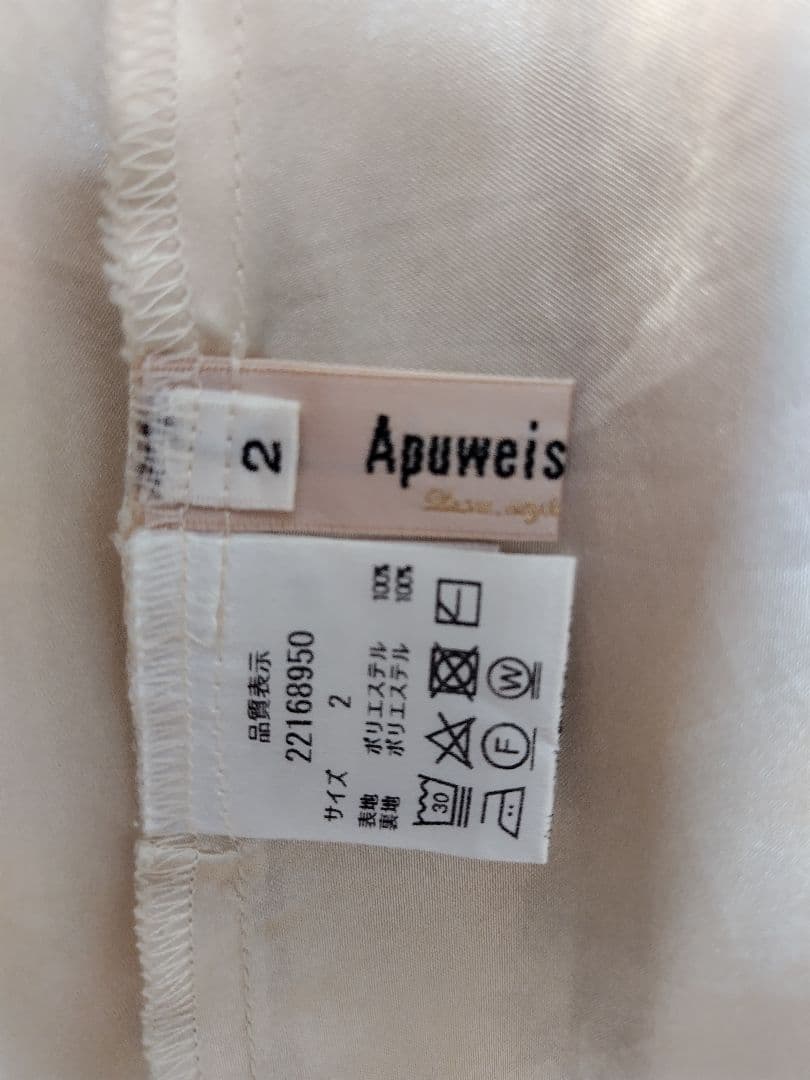 2
Apuweis
品質表示
22168950
サイズ 2
表地 ポリエステル 100%
裏地 ポリエステル 100%
30
F
W